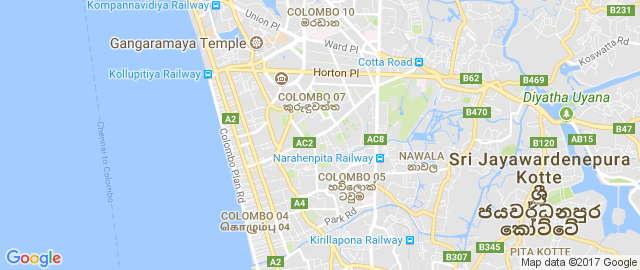 Kompannavidiya Railway
Union Pl
COLOMBO 10
මරදාන
B231
Gangaramaya Temple
Ward Pl
Koswatta Rd
Cotta Road
Kollupitiya Railway
Horton Pl
B62
B469
COLOMBO 07
කුරුඳුවත්ත
Diyatha Uyana
A2
B470
B47
Chennai to Colombo
Colombo Plan Rd
AC2
AC8
B120
AB15
Narahenpita Railway
NAWALA
නාවල
Sri Jayawardenepura
Kotte
ශ්‍රී
ජයවර්ධනපුර
කෝට්ටේ
COLOMBO 05
හැව්ලොක්
ටවුම
A4
COLOMBO 04
கொழும்பு 04
Park Rd
Kirillapona Railway
B345
B307
PITA KOTTE
A2
Google
Map data ©2017 Google